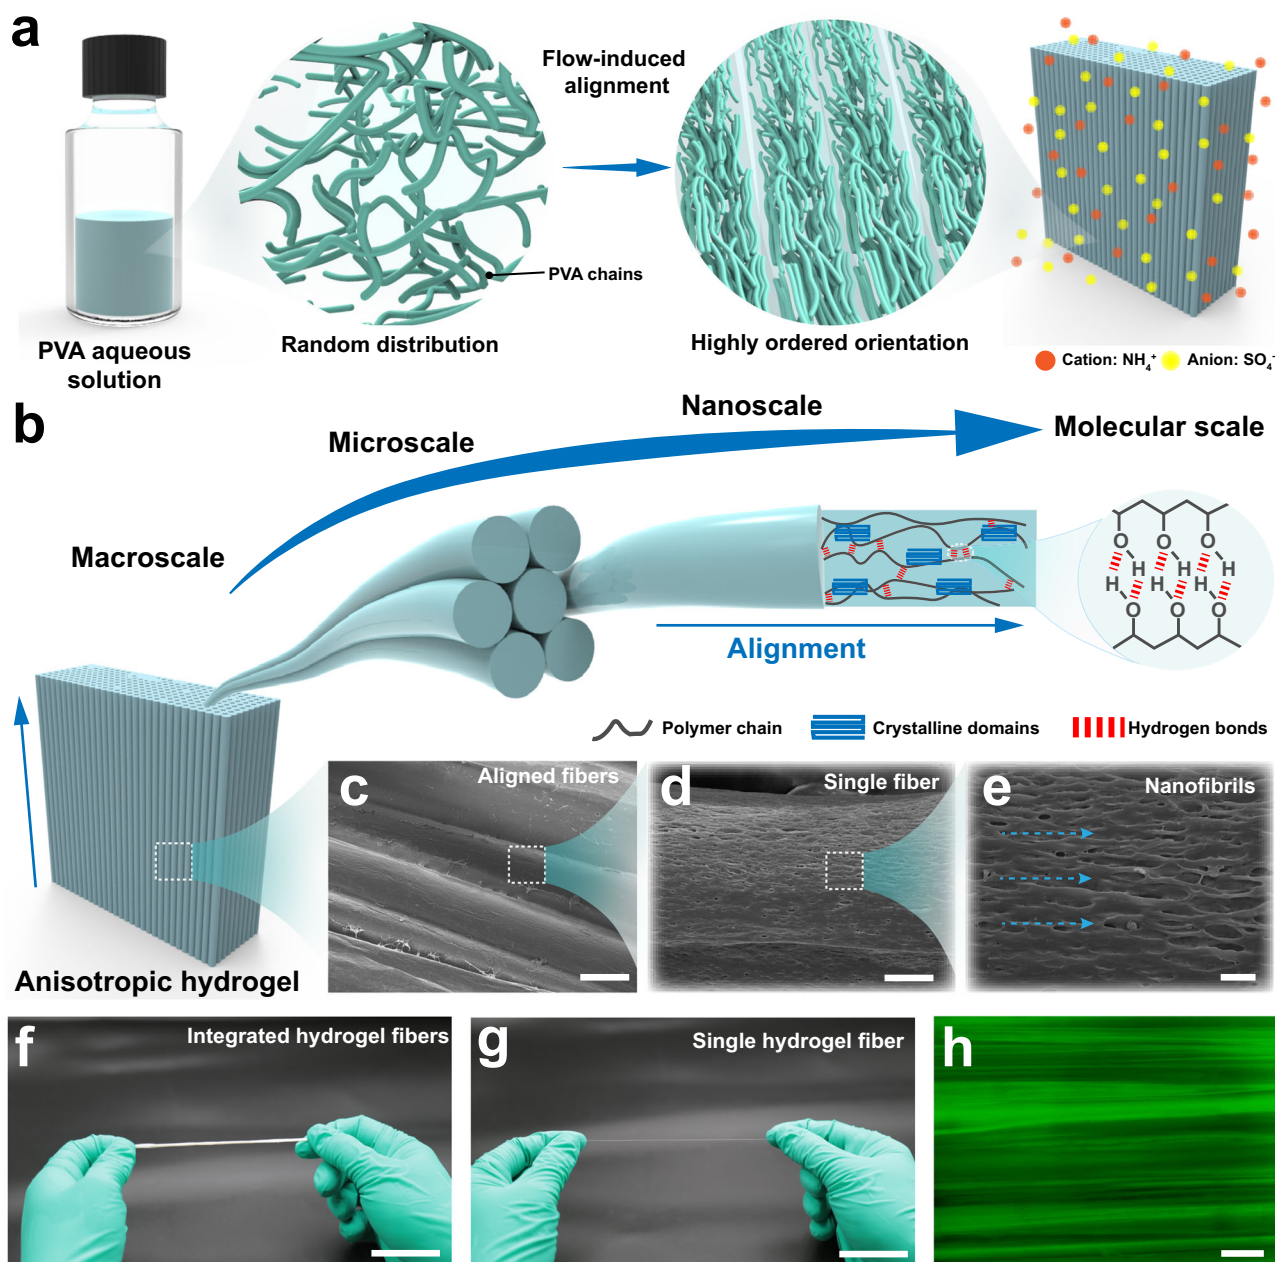 a
Flow-induced
alignment
PVA chains
PVA aqueous
solution
Random distribution
Highly ordered orientation
Cation: NH₄⁺
Anion: SO₄⁻
b
Macroscale
Microscale
Nanoscale
Molecular scale
O O O
H H H
H H H
O O O
Alignment
Polymer chain
Crystalline domains
Hydrogen bonds
Anisotropic hydrogel
c
Aligned fibers
d
Single fiber
e
Nanofibrils
f
Integrated hydrogel fibers
g
Single hydrogel fiber
h